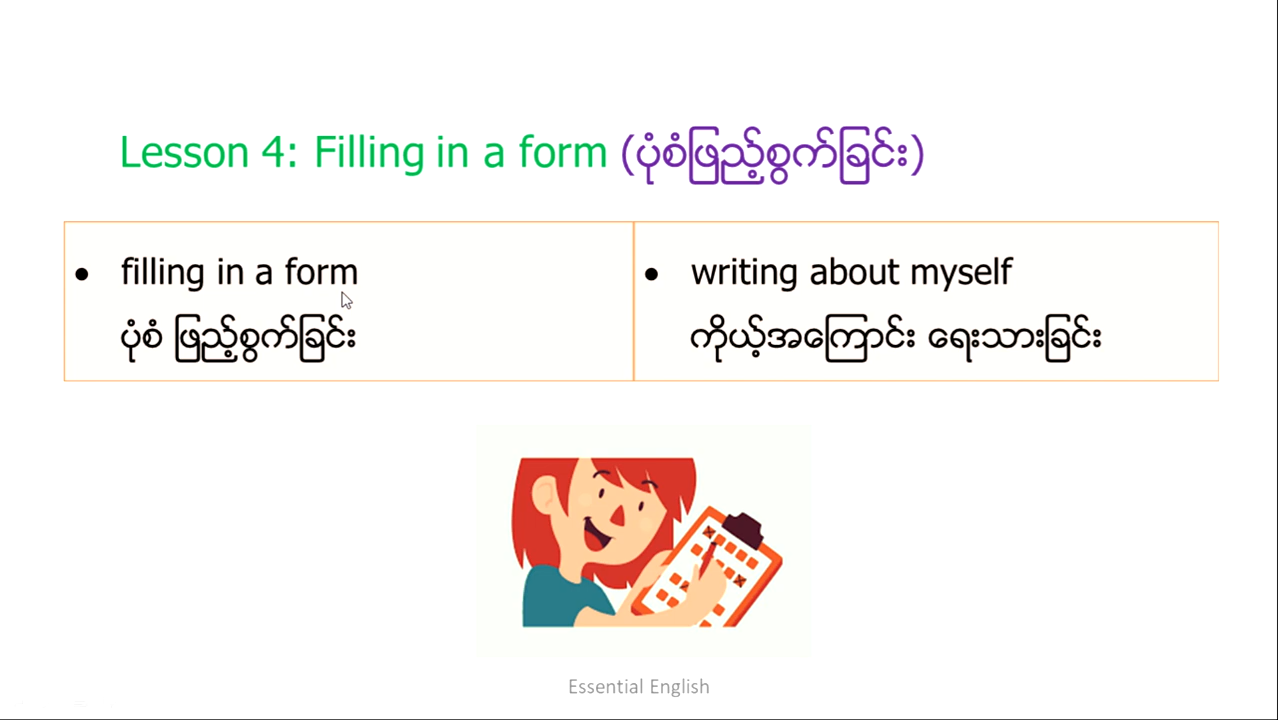 Lesson 4: Filling in a form (ပုံစံဖြည့်စွက်ခြင်း)
• filling in a form
ပုံစံ ဖြည့်စွက်ခြင်း
• writing about myself
ကိုယ့်အကြောင်း ရေးသားခြင်း
Essential English